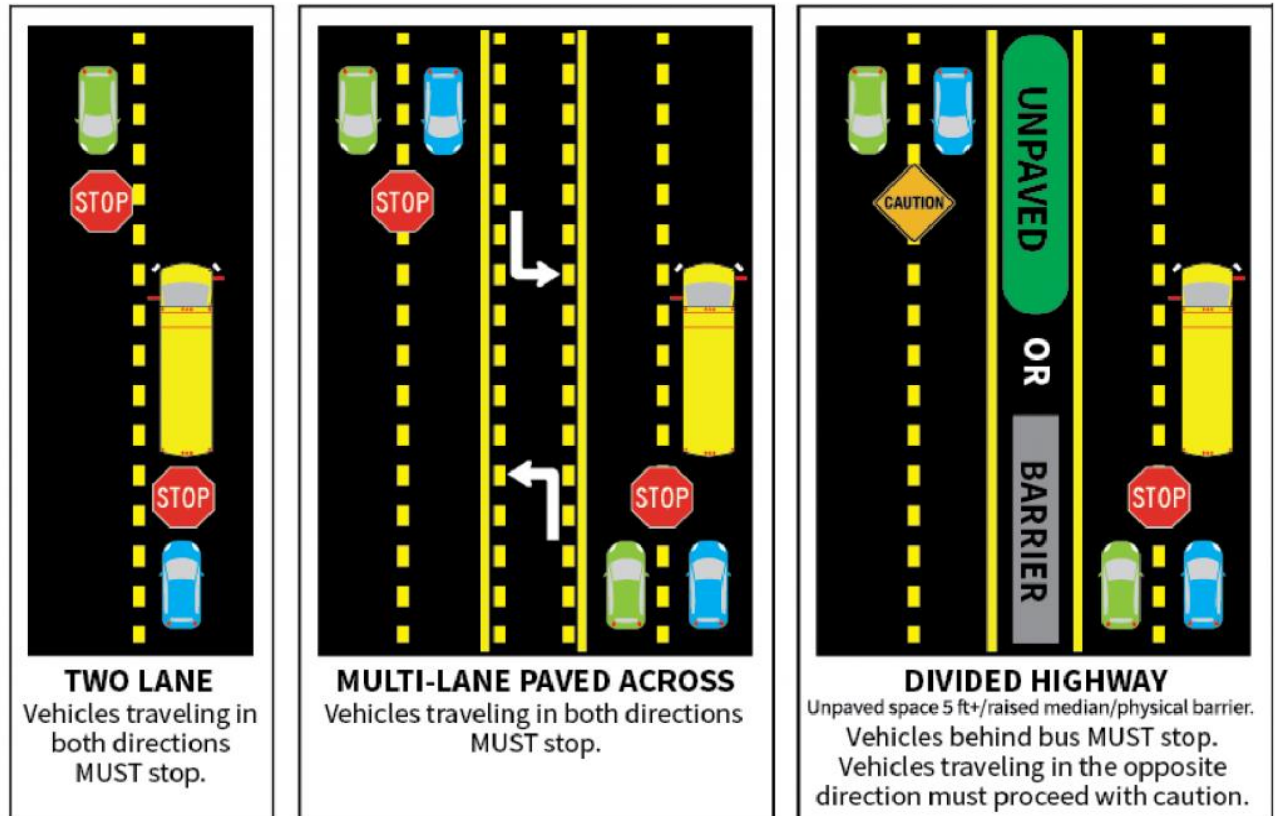 STOP
STOP
TWO LANE
Vehicles traveling in
both directions
MUST stop.
STOP
STOP
MULTI-LANE PAVED ACROSS
Vehicles traveling in both directions
MUST stop.
CAUTION
UNPAVED
OR
BARRIER
STOP
DIVIDED HIGHWAY
Unpaved space 5 ft+/raised median/physical barrier.
Vehicles behind bus MUST stop.
Vehicles traveling in the opposite
direction must proceed with caution.